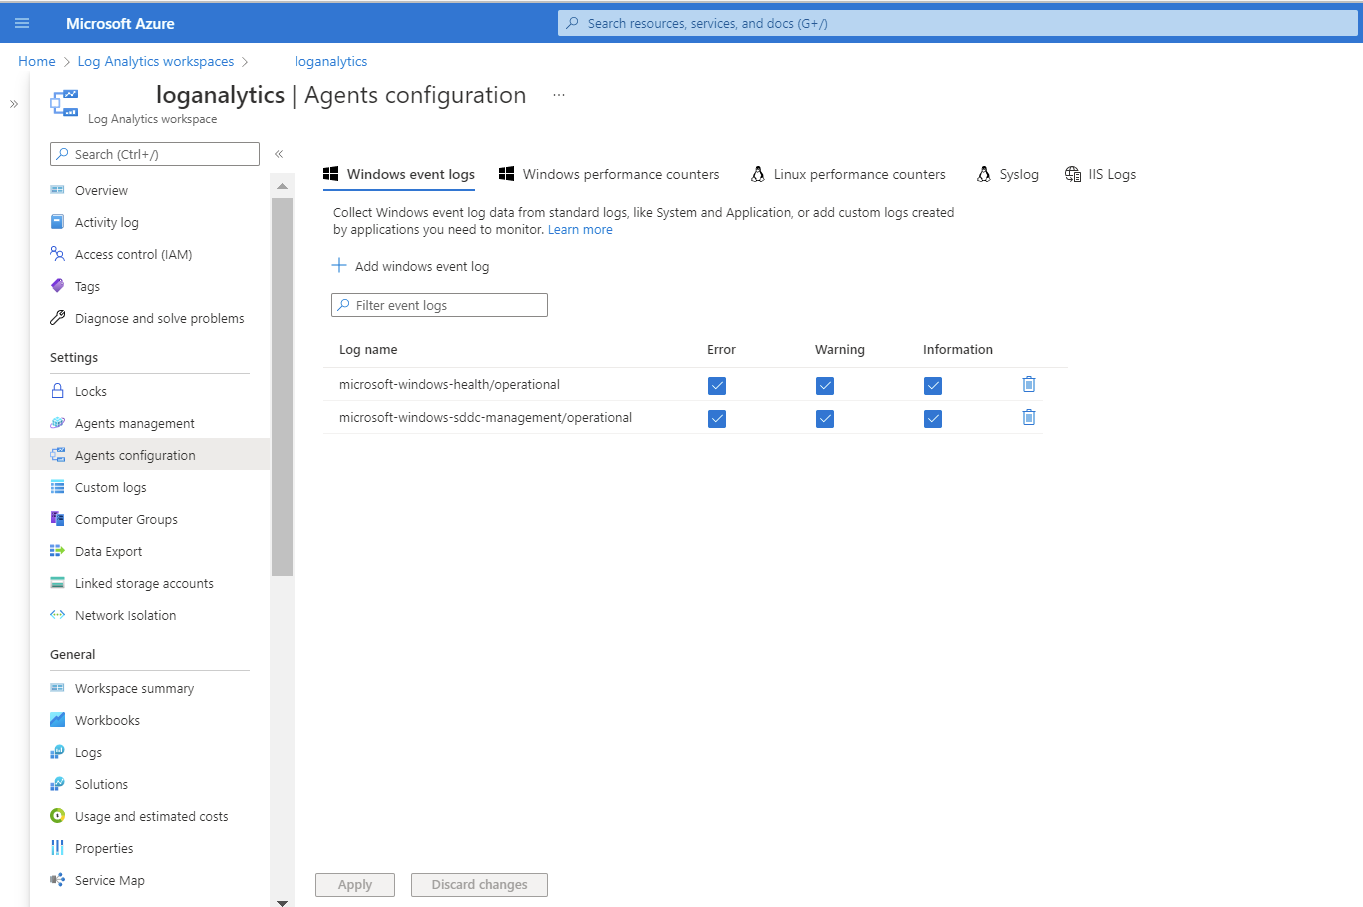 Microsoft Azure
Search resources, services, and docs (G+/)
Home > Log Analytics workspaces > loganalytics
loganalytics | Agents configuration ...
Log Analytics workspace
Search (Ctrl+/)
Overview
Activity log
Access control (IAM)
Tags
Diagnose and solve problems
Settings
Locks
Agents management
Agents configuration
Custom logs
Computer Groups
Data Export
Linked storage accounts
Network Isolation
General
Workspace summary
Workbooks
Logs
Solutions
Usage and estimated costs
Properties
Service Map
Windows event logs Windows performance counters Linux performance counters Syslog IIS Logs
Collect Windows event log data from standard logs, like System and Application, or add custom logs created
by applications you need to monitor. Learn more
Add windows event log
Filter event logs
Log name Error Warning Information
microsoft-windows-health/operational
microsoft-windows-sddc-management/operational
Apply Discard changes